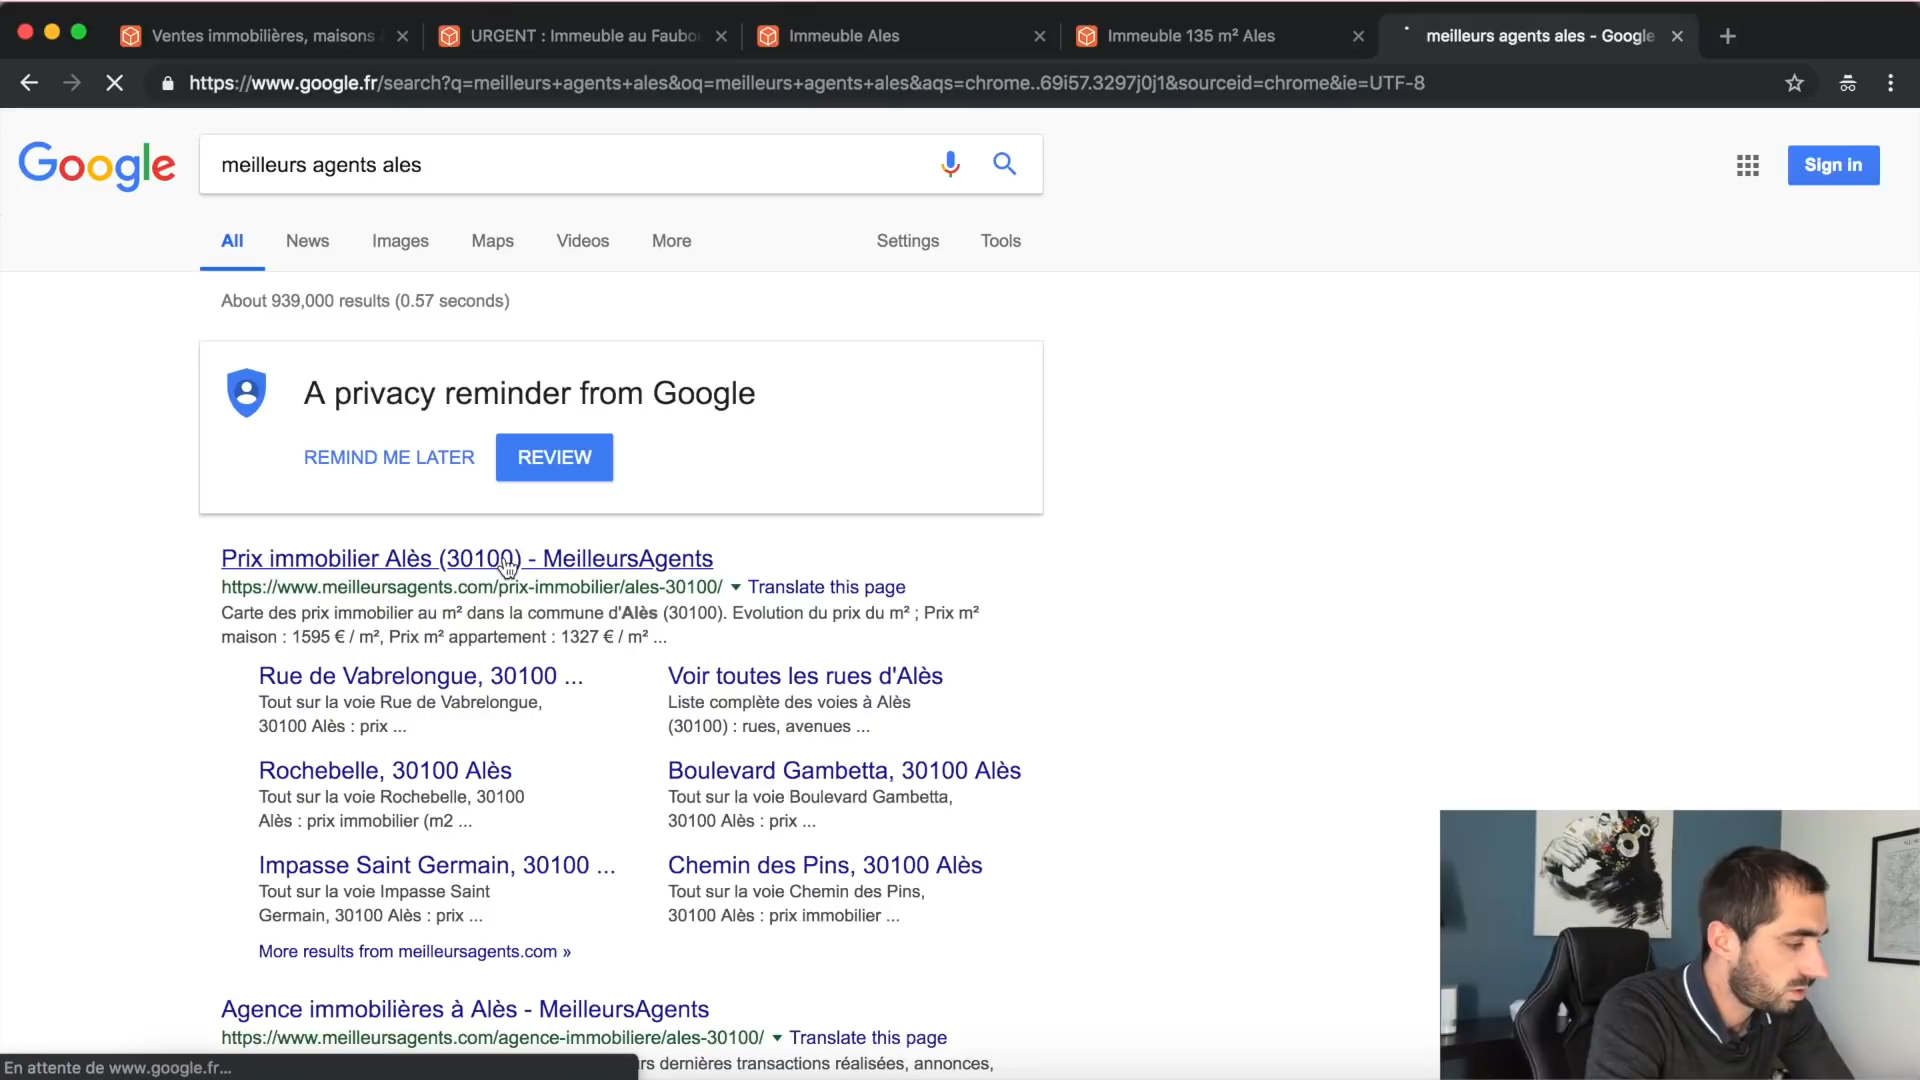 Ventes immobilières, maisons
URGENT : Immeuble au Faubo
Immeuble Ales
Immeuble 135 m² Ales
meilleurs agents ales - Google
https://www.google.fr/search?q=meilleurs+agents+ales&oq=meilleurs+agents+ales&aqs=chrome..69i57.3297j0j1&sourceid=chrome&ie=UTF-8
Google
meilleurs agents ales
Sign in
All
News
Images
Maps
Videos
More
Settings
Tools
About 939,000 results (0.57 seconds)
A privacy reminder from Google
REMIND ME LATER
REVIEW
Prix immobilier Alès (30100) - MeilleursAgents
https://www.meilleursagents.com/prix-immobilier/ales-30100/ Translate this page
Carte des prix immobilier au m² dans la commune d'Alès (30100). Evolution du prix du m² ; Prix m²
maison : 1595 € / m², Prix m² appartement : 1327 € / m² ...
Rue de Vabrelongue, 30100 ...
Tout sur la voie Rue de Vabrelongue,
30100 Alès : prix ...
Voir toutes les rues d'Alès
Liste complète des voies à Alès
(30100) : rues, avenues ...
Rochebelle, 30100 Alès
Tout sur la voie Rochebelle, 30100
Alès : prix immobilier (m2 ...
Boulevard Gambetta, 30100 Alès
Tout sur la voie Boulevard Gambetta,
30100 Alès : prix ...
Impasse Saint Germain, 30100 ...
Tout sur la voie Impasse Saint
Germain, 30100 Alès : prix ...
Chemin des Pins, 30100 Alès
Tout sur la voie Chemin des Pins,
30100 Alès : prix immobilier ...
More results from meilleursagents.com »
Agence immobilières à Alès - MeilleursAgents
https://www.meilleursagents.com/agence-immobiliere/ales-30100/ Translate this page
rs dernières transactions réalisées, annonces,
En attente de www.google.fr...